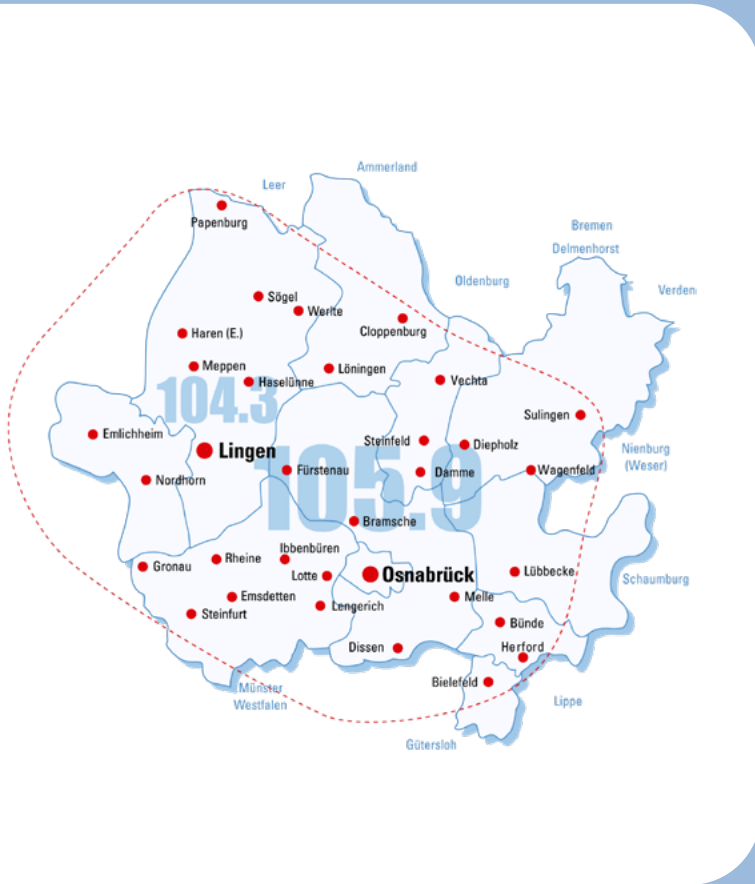 Ammerland
Leer
Papenburg
Bremen
Delmenhorst
Oldenburg
Verden
Sögel
Werlte
Cloppenburg
Haren (E.)
Meppen
Löningen
Haselünne
Vechta
104.3
Sulingen
Emlichheim
Steinfeld
Diepholz
Lingen
Nienburg
(Weser)
Fürstenau
Damme
Wagenfeld
Nordhorn
105.9
Bramsche
Ibbenbüren
Rheine
Gronau
Lotte
Osnabrück
Lübbecke
Schaumburg
Emsdetten
Melle
Steinfurt
Lengerich
Bünde
Dissen
Herford
Bielefeld
Münster
Westfalen
Lippe
Gütersloh